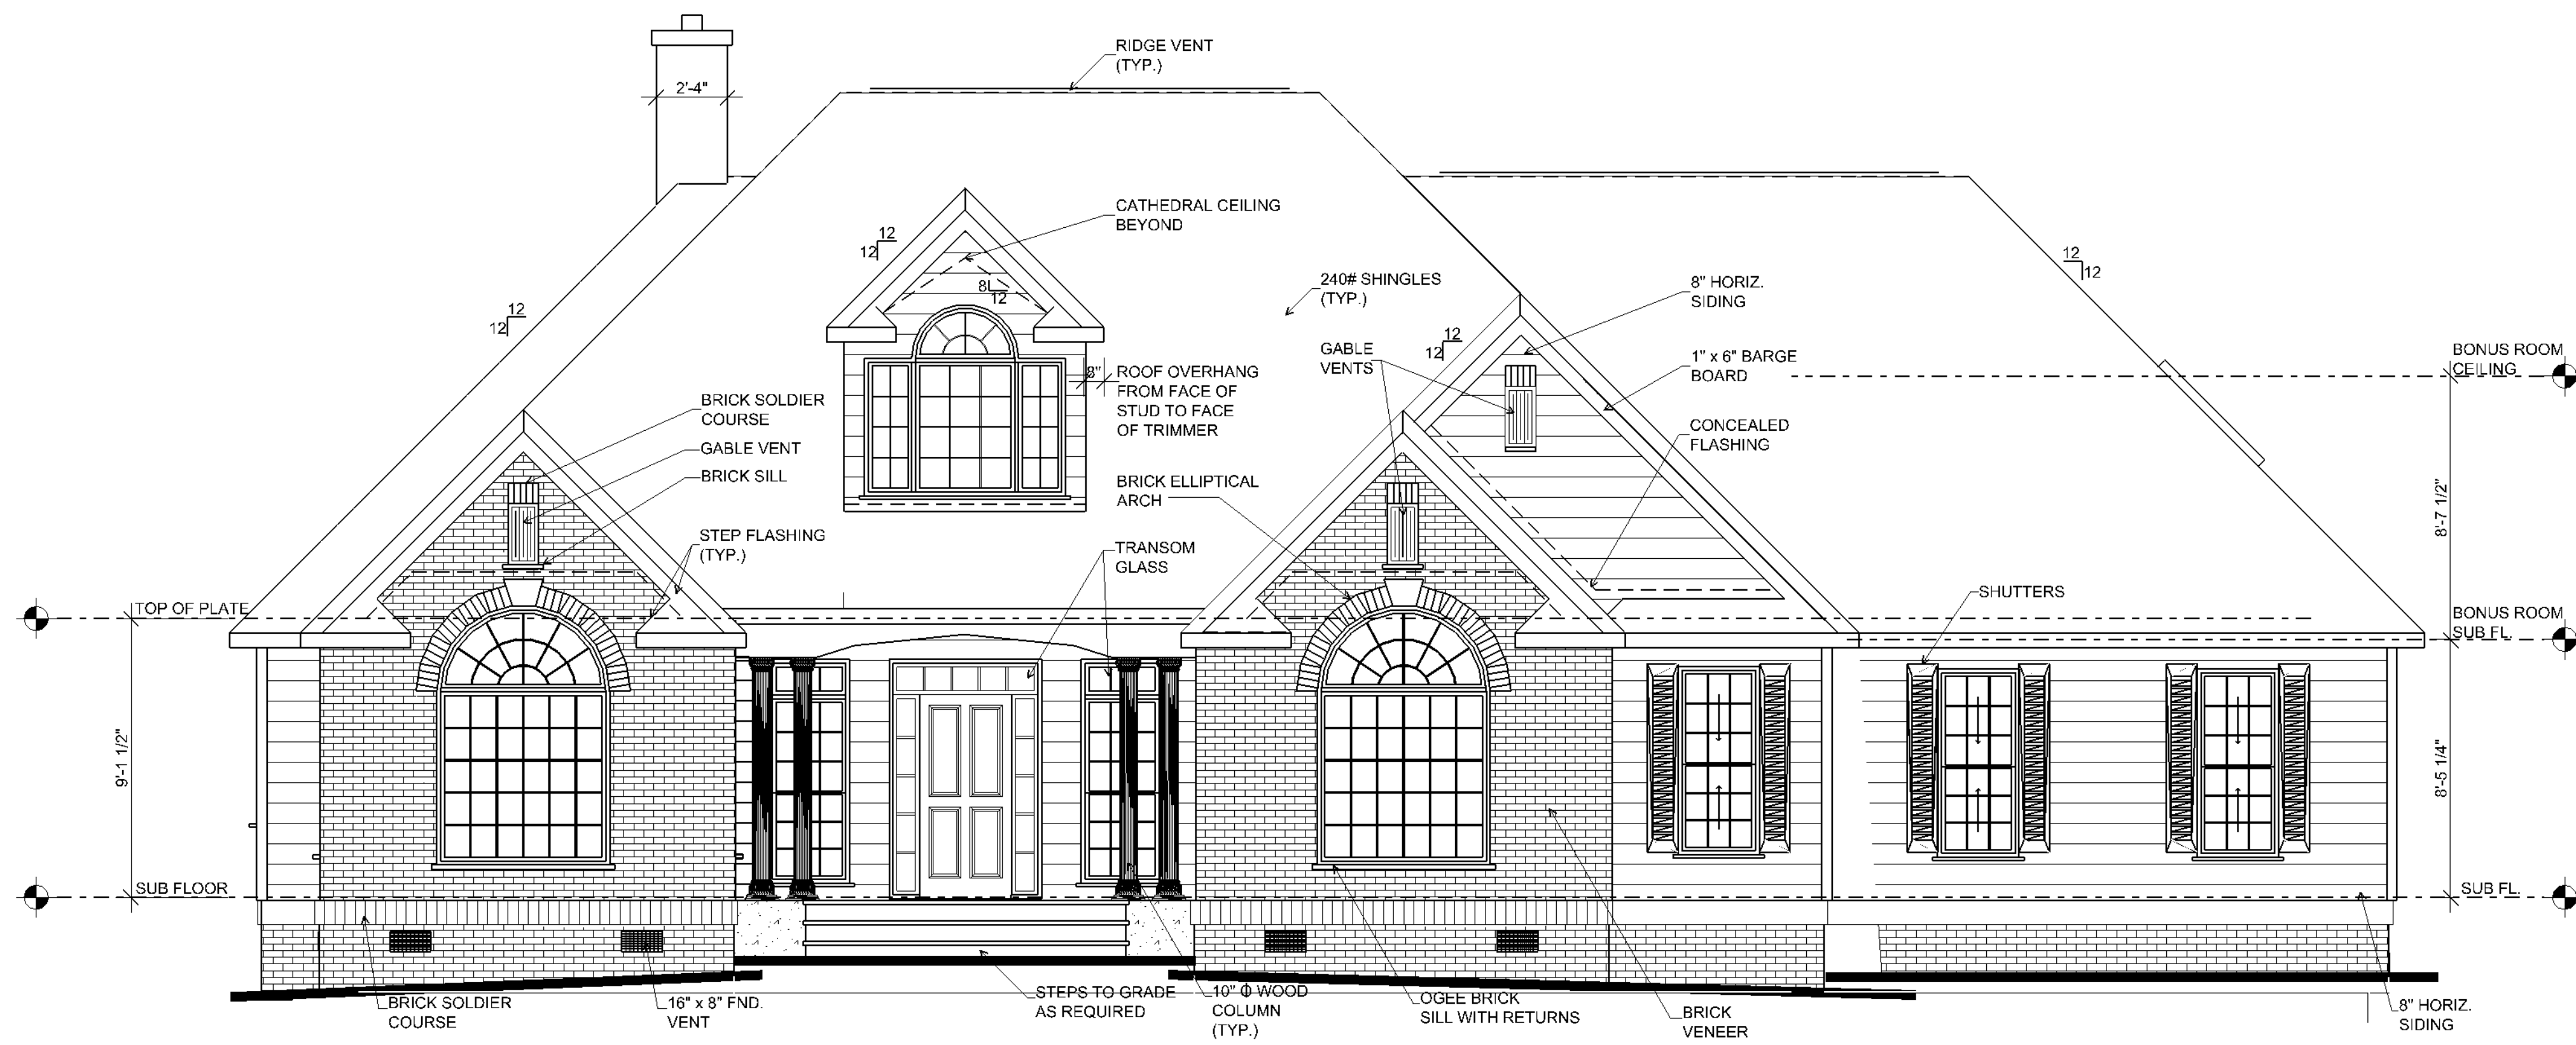 RIDGE VENT
(TYP.)
2'-4"
CATHEDRAL CEILING
BEYOND
12
12
8
12
12
12
240# SHINGLES
(TYP.)
8" HORIZ.
SIDING
12
12
12
12
GABLE
VENTS
1" x 6" BARGE
BOARD
BONUS ROOM
CEILING
8"
ROOF OVERHANG
FROM FACE OF
STUD TO FACE
OF TRIMMER
BRICK SOLDIER
COURSE
GABLE VENT
BRICK SILL
CONCEALED
FLASHING
BRICK ELLIPTICAL
ARCH
8'-7 1/2"
STEP FLASHING
(TYP.)
TRANSOM
GLASS
SHUTTERS
TOP OF PLATE
BONUS ROOM
SUB FL.
9'-1 1/2"
8'-5 1/4"
SUB FLOOR
SUB FL.
BRICK SOLDIER
COURSE
16" x 8" FND.
VENT
STEPS TO GRADE
AS REQUIRED
10" Φ WOOD
COLUMN
(TYP.)
OGEE BRICK
SILL WITH RETURNS
BRICK
VENEER
8" HORIZ.
SIDING